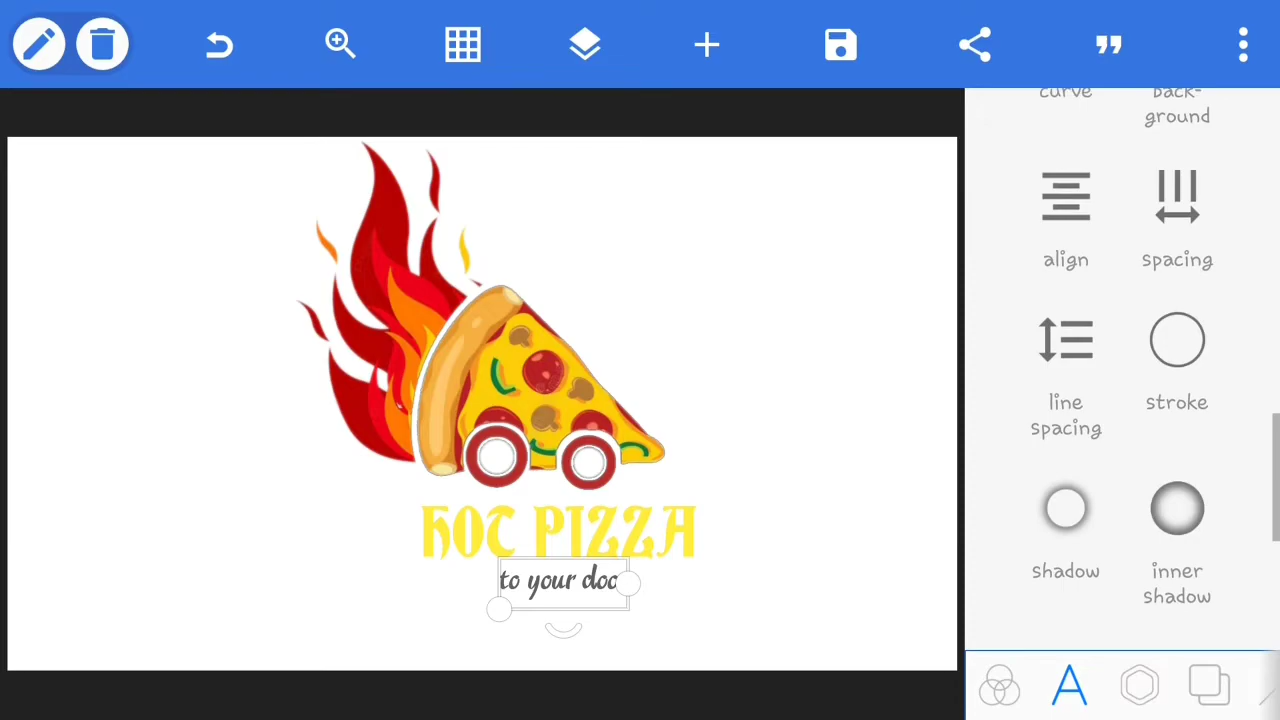 curve
back-
ground
align
spacing
line
spacing
stroke
shadow
inner
shadow
HOT PIZZA
to your doo